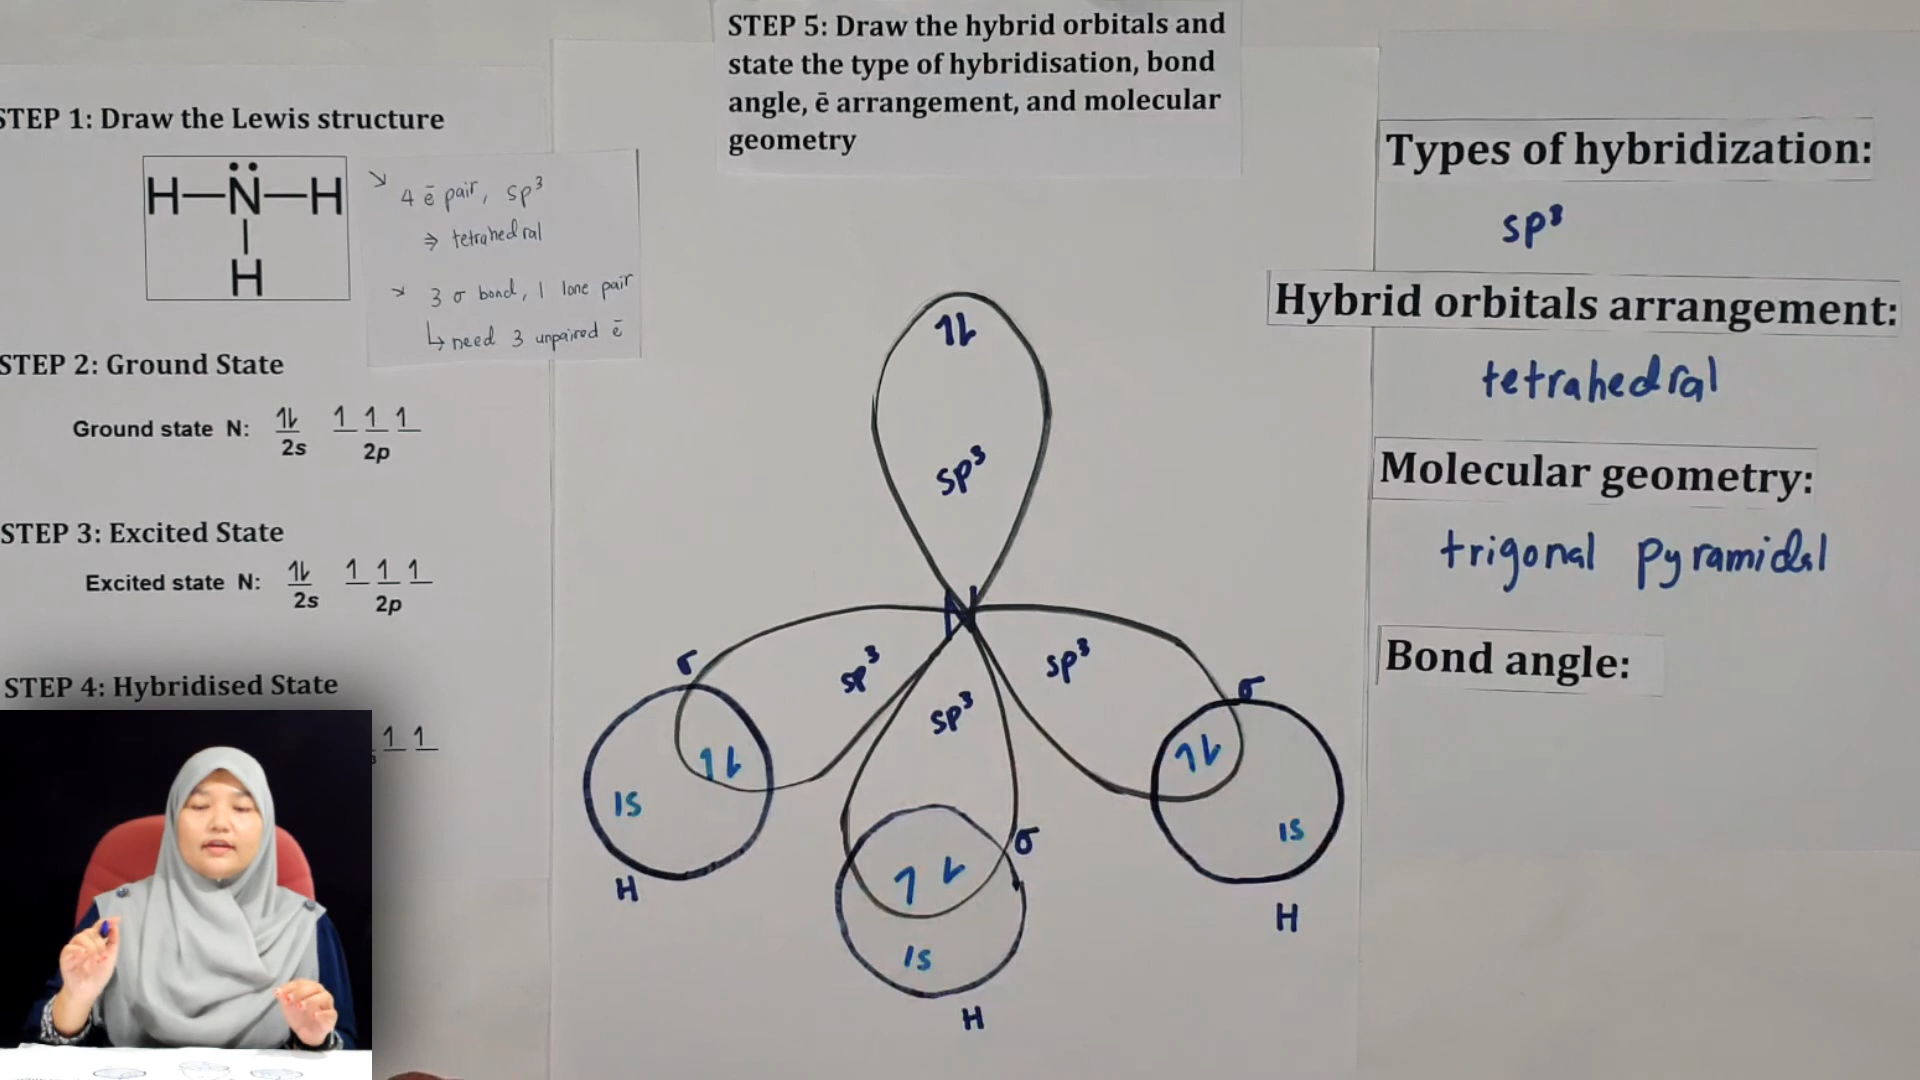 STEP 5: Draw the hybrid orbitals and
state the type of hybridisation, bond
angle, ē arrangement, and molecular
geometry
STEP 1: Draw the Lewis structure
H—N̈—H
|
H
4 ē pair, sp³
⇒ tetrahedral
3 σ bond, 1 lone pair
↳ need 3 unpaired ē
STEP 2: Ground State
Ground state N: 1⇂ 1 1 1
2s 2p
STEP 3: Excited State
Excited state N: 1⇂ 1 1 1
2s 2p
STEP 4: Hybridised State
1 1
1⇂
sp³
N
sp³
sp³
sp³
σ
σ
σ
1⇂
1⇂
1⇂
1s
1s
1s
H
H
H
Types of hybridization:
sp³
Hybrid orbitals arrangement:
tetrahedral
Molecular geometry:
trigonal pyramidal
Bond angle: